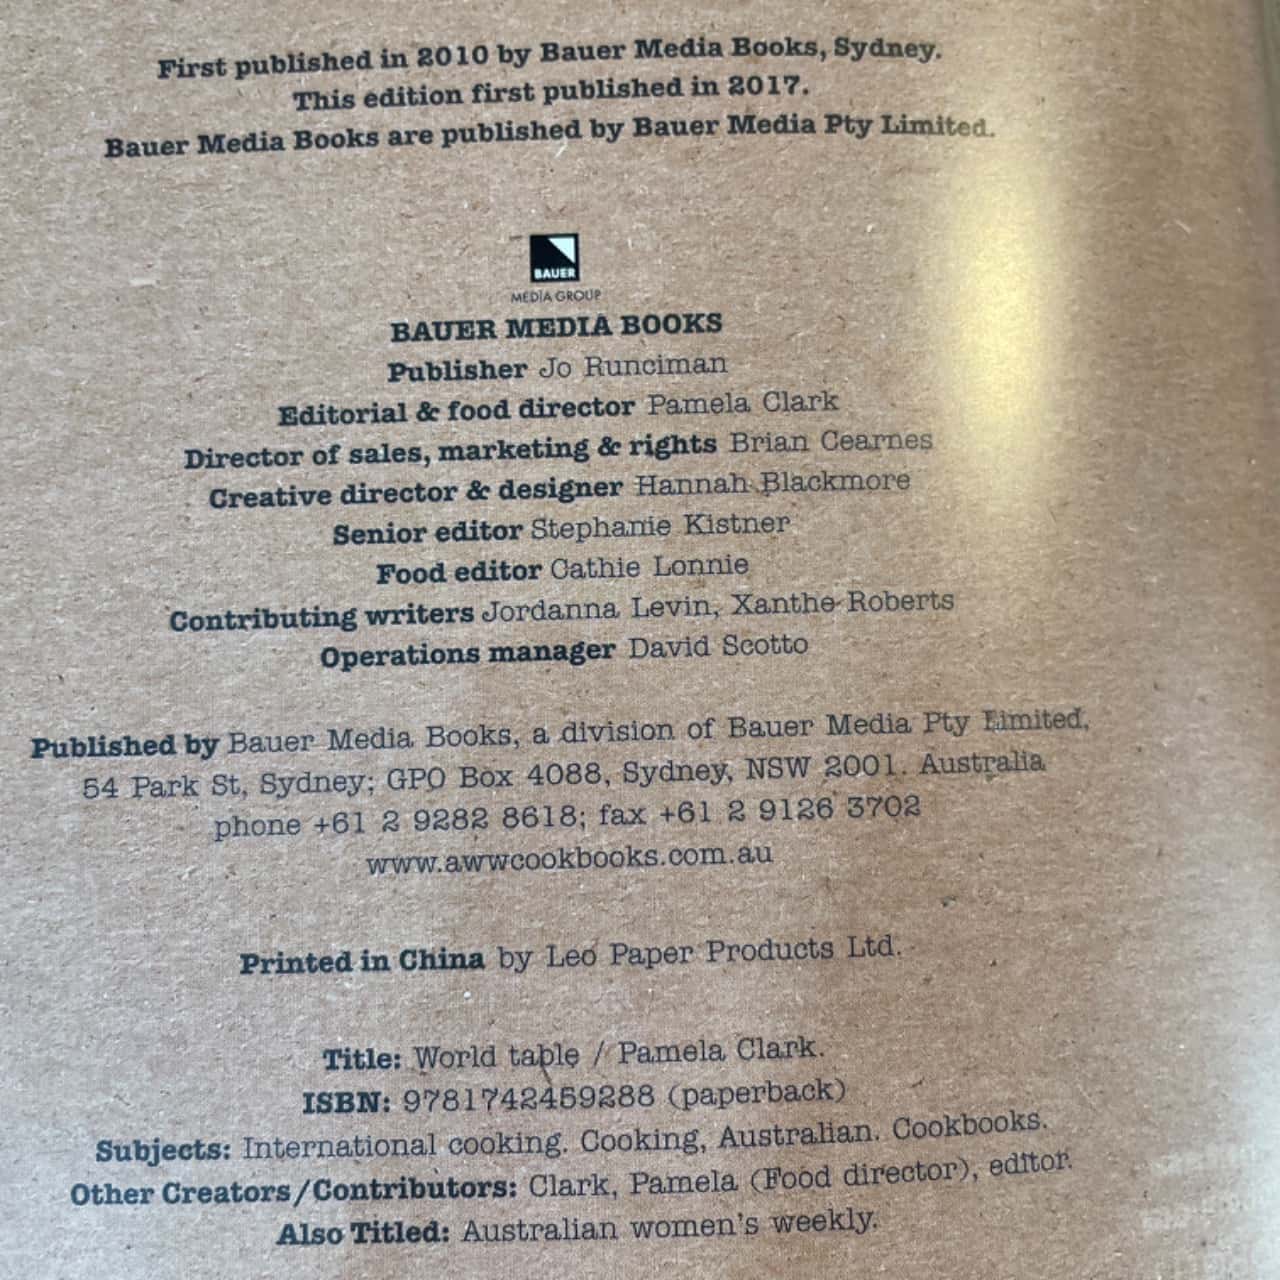 First published in 2010 by Bauer Media Books, Sydney.
This edition first published in 2017.
Bauer Media Books are published by Bauer Media Pty Limited.
BAUER
MEDIA GROUP
BAUER MEDIA BOOKS
Publisher Jo Runciman
Editorial & food director Pamela Clark
Director of sales, marketing & rights Brian Cearnes
Creative director & designer Hannah Blackmore
Senior editor Stephanie Kistner
Food editor Cathie Lonnie
Contributing writers Jordanna Levin, Xanthe Roberts
Operations manager David Scotto
Published by Bauer Media Books, a division of Bauer Media Pty Limited,
54 Park St, Sydney; GPO Box 4088, Sydney, NSW 2001. Australia
phone +61 2 9282 8618; fax +61 2 9126 3702
www.awwcookbooks.com.au
Printed in China by Leo Paper Products Ltd.
Title: World table / Pamela Clark.
ISBN: 9781742459288 (paperback)
Subjects: International cooking. Cooking, Australian. Cookbooks.
Other Creators/Contributors: Clark, Pamela (Food director), editor.
Also Titled: Australian women's weekly.